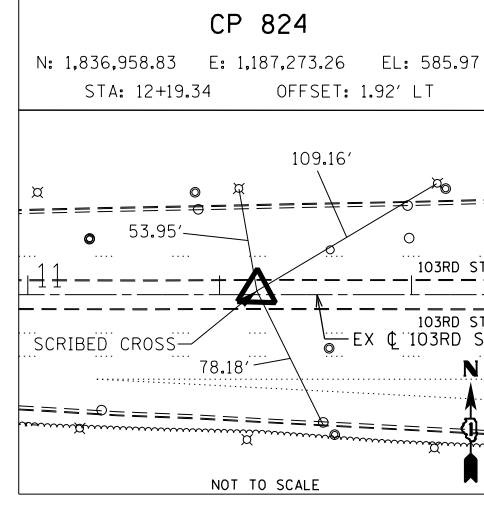 CP 824
N: 1,836,958.83 E: 1,187,273.26 EL: 585.97
STA: 12+19.34 OFFSET: 1.92' LT
109.16'
53.95'
11
103RD ST
103RD ST
SCRIBED CROSS
EX ℄ 103RD S
78.18'
N
NOT TO SCALE